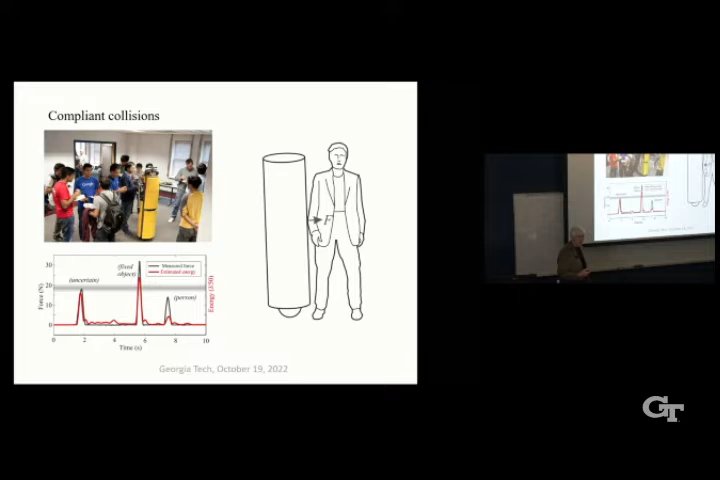 Compliant collisions
30
20
10
0
Force (N)
(uncertain)
(fixed
object)
(person)
Measured force
Estimated energy
Energy (J/50)
0
2
4
6
8
10
Time (s)
F
Georgia Tech, October 19, 2022
GT